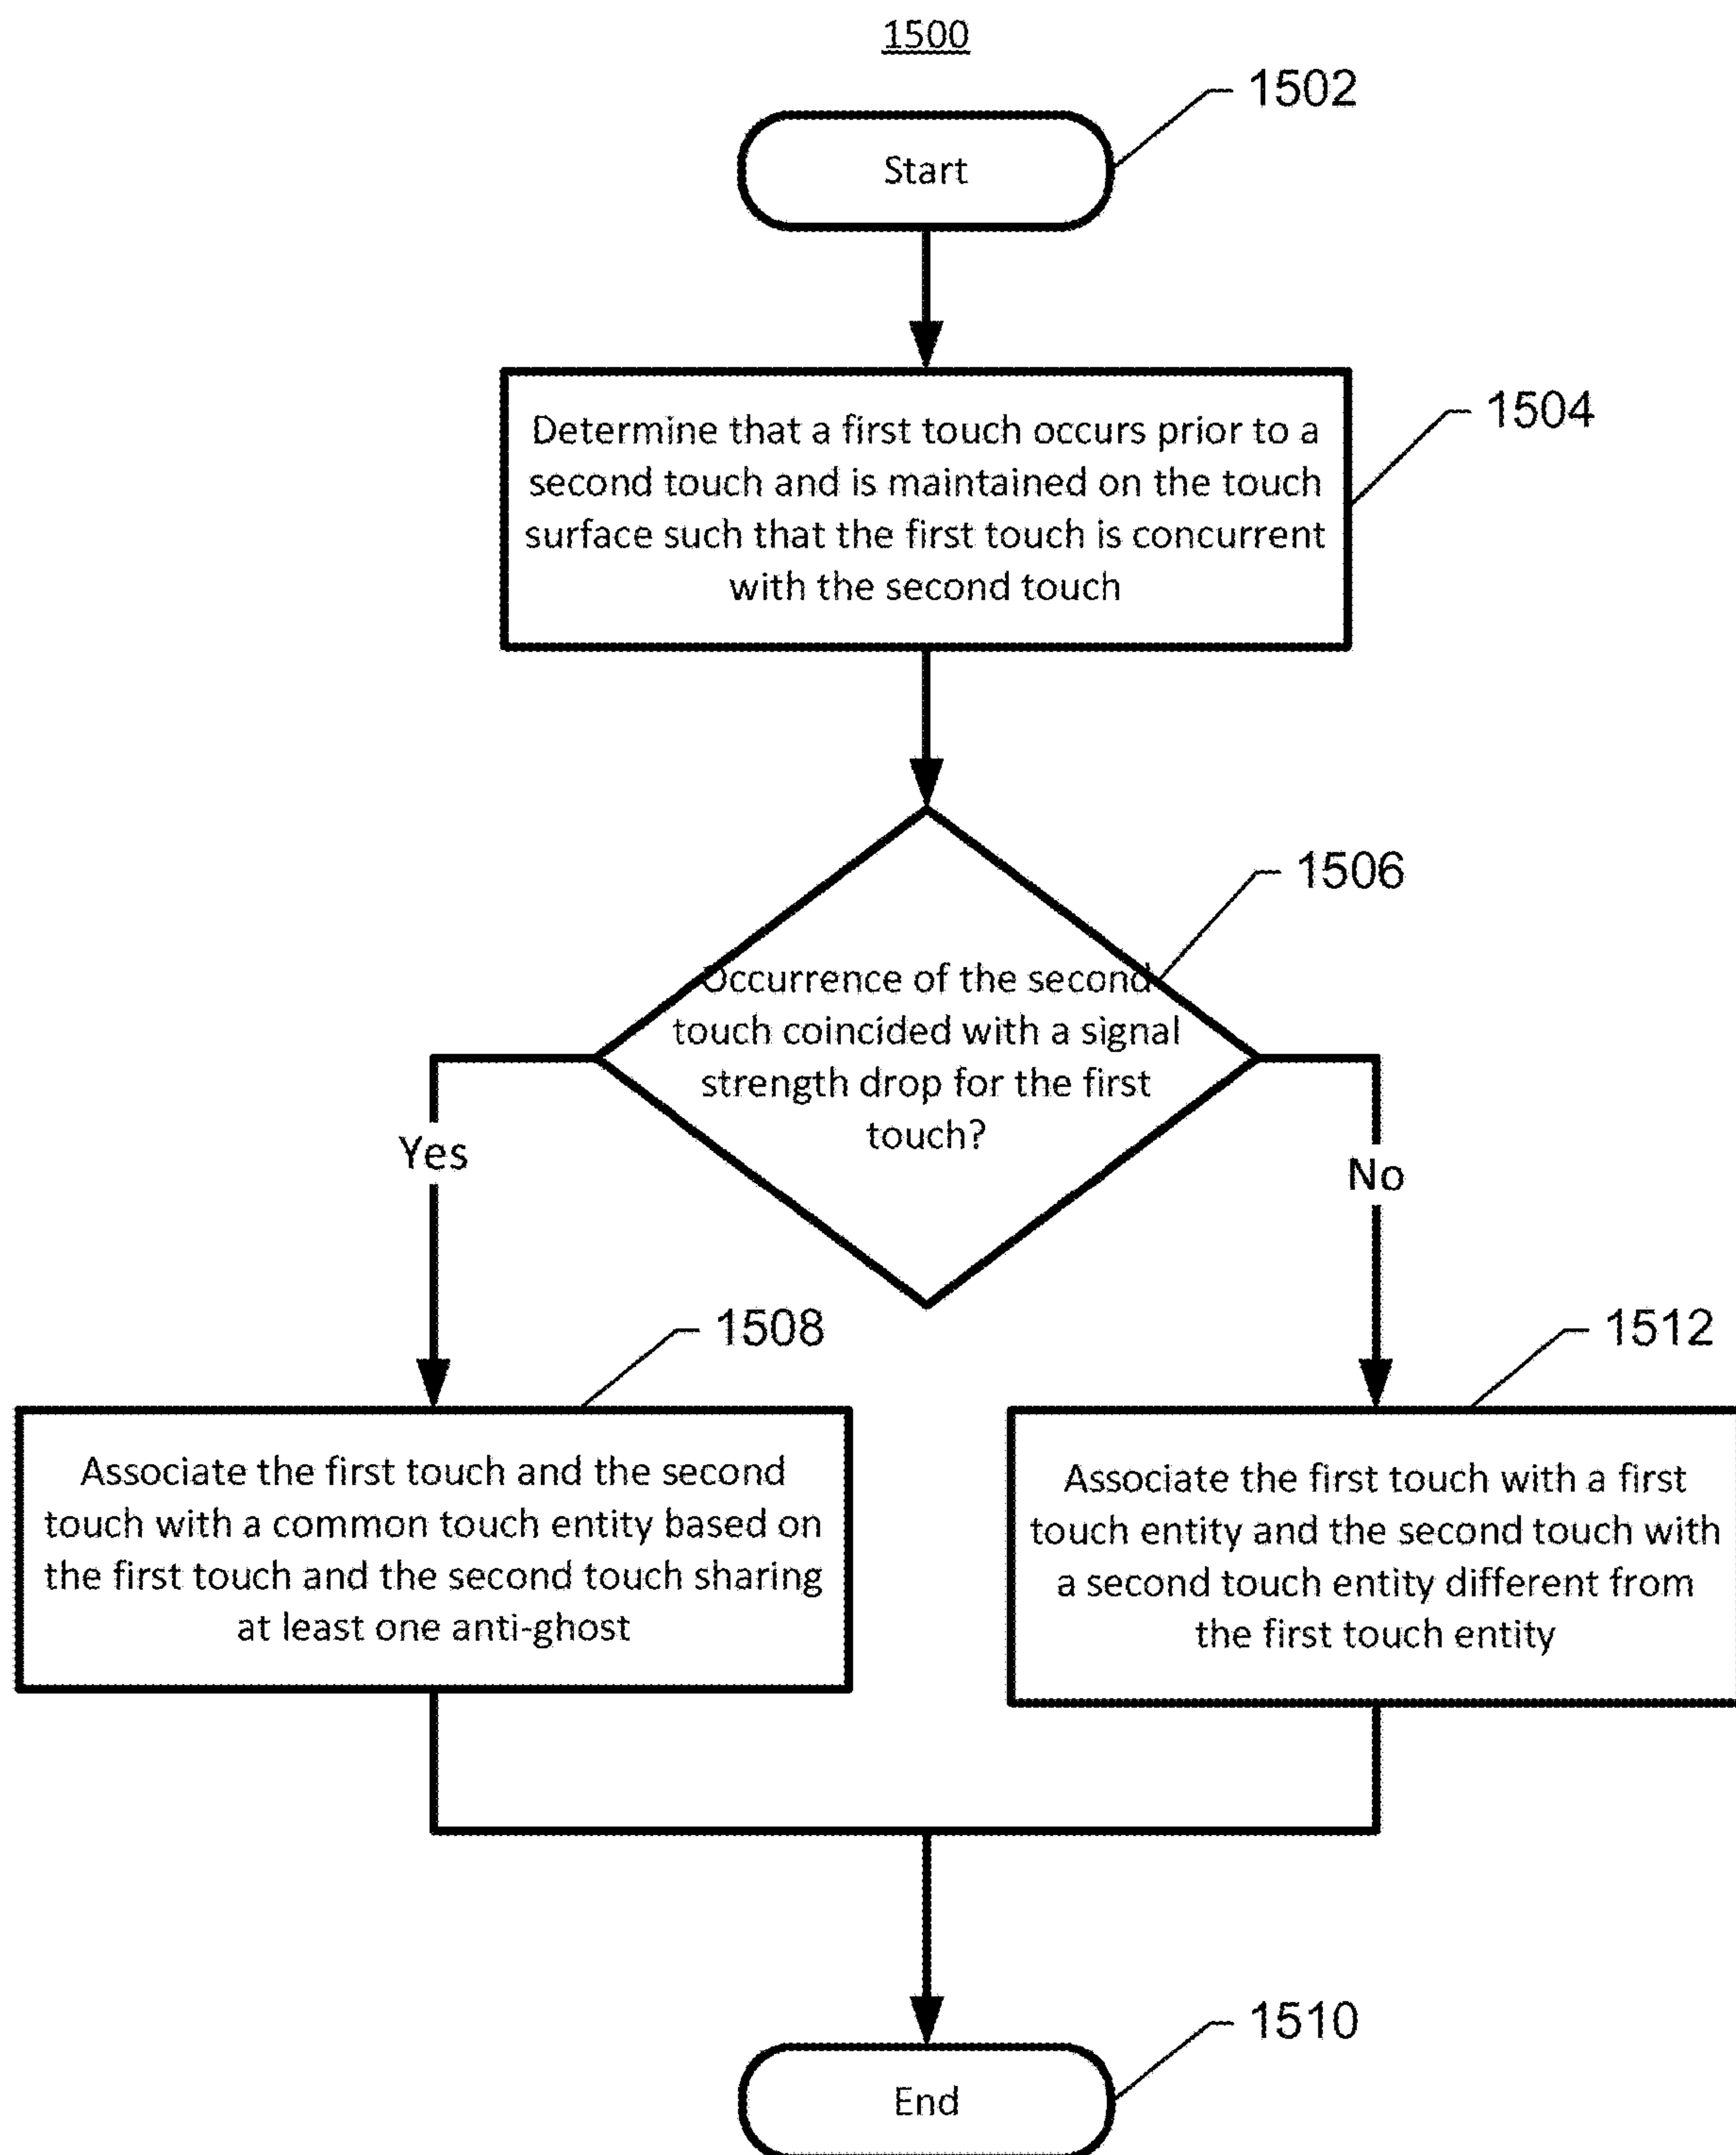 1500
1502
Start
1504
Determine that a first touch occurs prior to a
second touch and is maintained on the touch
surface such that the first touch is concurrent
with the second touch
1506
Occurrence of the second
touch coincided with a signal
strength drop for the first
touch?
Yes
No
1508
1512
Associate the first touch and the second
touch with a common touch entity based on
the first touch and the second touch sharing
at least one anti-ghost
Associate the first touch with a first
touch entity and the second touch with
a second touch entity different from
the first touch entity
1510
End